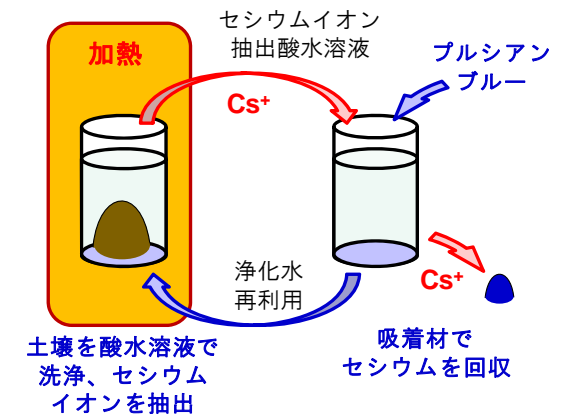 セシウムイオン
抽出酸水溶液
加熱
プルシアン
ブルー
Cs⁺
Cs⁺
浄化水
再利用
土壌を酸水溶液で
洗浄、セシウム
イオンを抽出
吸着材で
セシウムを回収